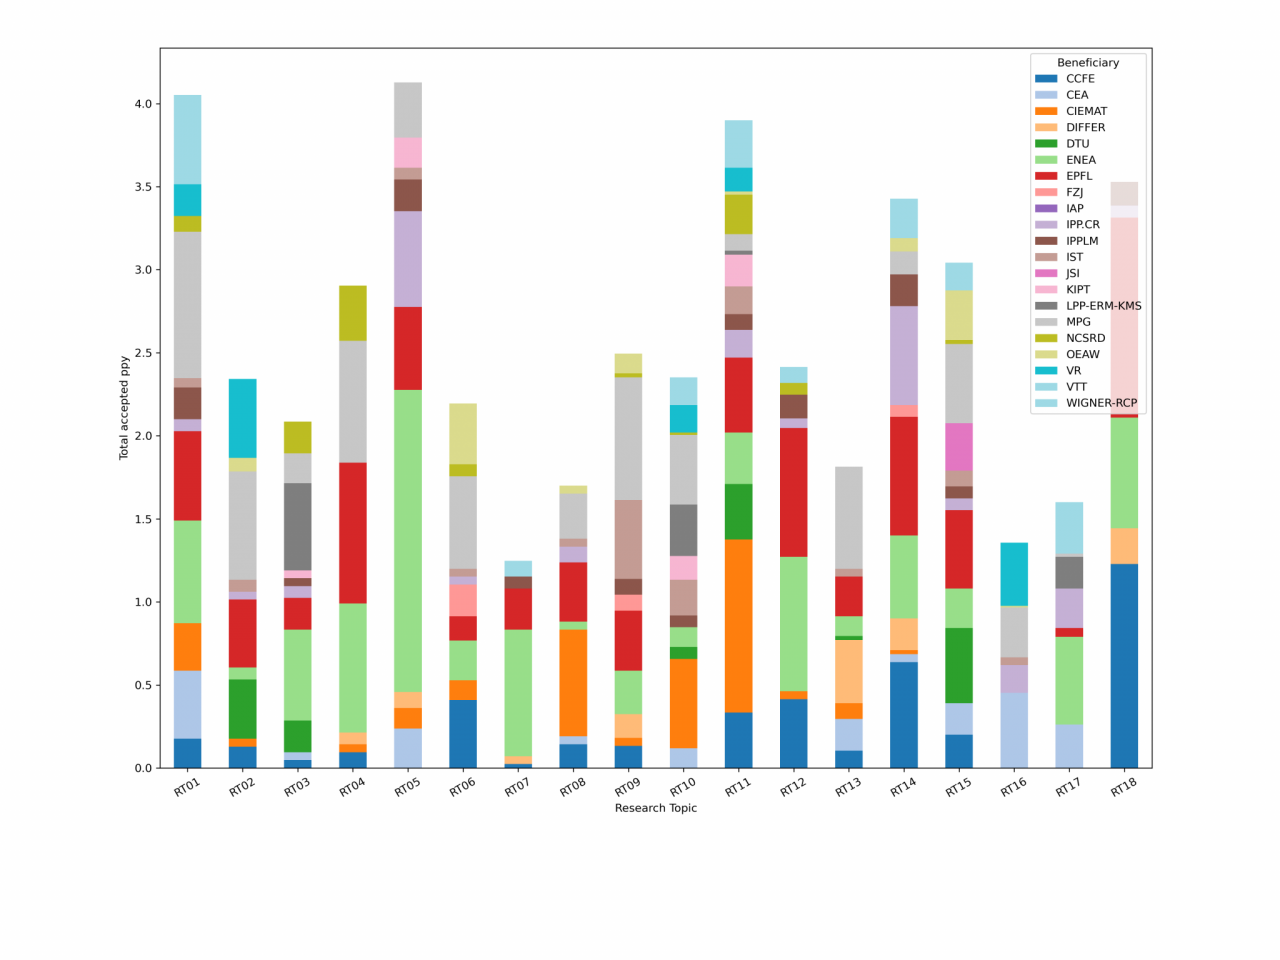 Beneficiary
CCFE
CEA
CIEMAT
DIFFER
DTU
ENEA
EPFL
FZJ
IAP
IPP.CR
IPPLM
IST
JSI
KIPT
LPP-ERM-KMS
MPG
NCSRD
OEAW
VR
VTT
WIGNER-RCP
Total accepted ppy
4.0
3.5
3.0
2.5
2.0
1.5
1.0
0.5
0.0
RT01 RT02 RT03 RT04 RT05 RT06 RT07 RT08 RT09 RT10 RT11 RT12 RT13 RT14 RT15 RT16 RT17 RT18
Research Topic